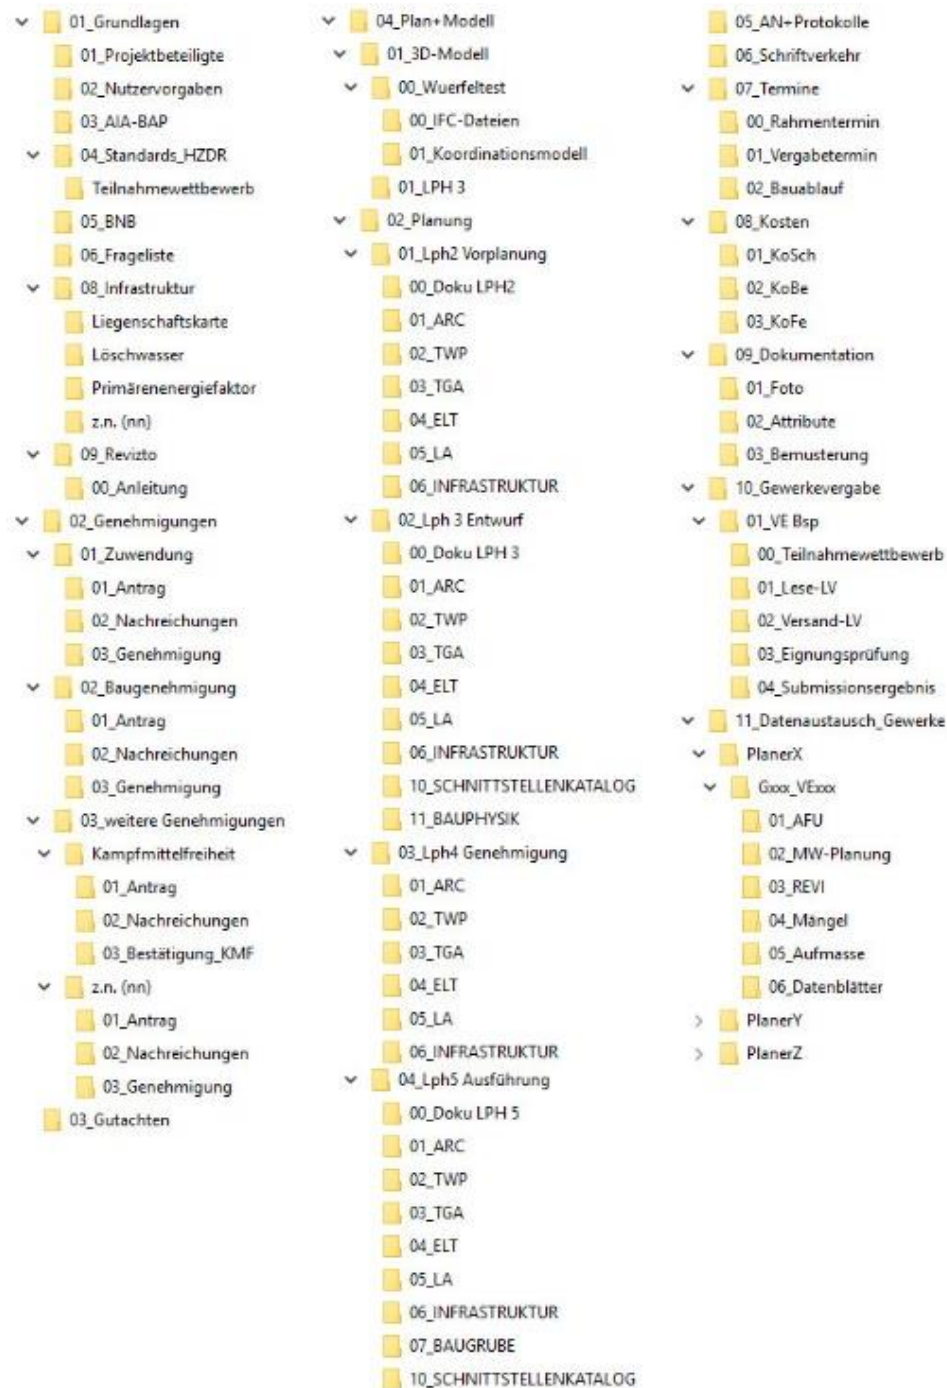 01_Grundlagen
01_Projektbeteiligte
02_Nutzervorgaben
03_AIA-BAP
04_Standards_HZDR
Teilnahmewettbewerb
05_BNB
06_Frageliste
08_Infrastruktur
Liegenschaftskarte
Löschwasser
Primärenenergiefaktor
z.n. (nn)
09_Revizto
00_Anleitung
02_Genehmigungen
01_Zuwendung
01_Antrag
02_Nachreichungen
03_Genehmigung
02_Baugenehmigung
01_Antrag
02_Nachreichungen
03_Genehmigung
03_weitere Genehmigungen
Kampfmittelfreiheit
01_Antrag
02_Nachreichungen
03_Bestätigung_KMF
z.n. (nn)
01_Antrag
02_Nachreichungen
03_Genehmigung
03_Gutachten
04_Plan+Modell
01_3D-Modell
00_Wuerfeltest
00_IFC-Dateien
01_Koordinationsmodell
01_LPH 3
02_Planung
01_Lph2 Vorplanung
00_Doku LPH2
01_ARC
02_TWP
03_TGA
04_ELT
05_LA
06_INFRASTRUKTUR
02_Lph 3 Entwurf
00_Doku LPH 3
01_ARC
02_TWP
03_TGA
04_ELT
05_LA
06_INFRASTRUKTUR
10_SCHNITTSTELLENKATALOG
11_BAUPHYSIK
03_Lph4 Genehmigung
01_ARC
02_TWP
03_TGA
04_ELT
05_LA
06_INFRASTRUKTUR
04_Lph5 Ausführung
00_Doku LPH 5
01_ARC
02_TWP
03_TGA
04_ELT
05_LA
06_INFRASTRUKTUR
07_BAUGRUBE
10_SCHNITTSTELLENKATALOG
05_AN+Protokolle
06_Schriftverkehr
07_Termine
00_Rahmentermin
01_Vergabetermin
02_Bauablauf
08_Kosten
01_KoSch
02_KoBe
03_KoFe
09_Dokumentation
01_Foto
02_Attribute
03_Bemusterung
10_Gewerkevergabe
01_VE Bsp
00_Teilnahmewettbewerb
01_Lese-LV
02_Versand-LV
03_Eignungsprüfung
04_Submissionsergebnis
11_Datenaustausch_Gewerke
PlanerX
Gxxx_VExxx
01_AFU
02_MW-Planung
03_REVI
04_Mängel
05_Aufmasse
06_Datenblätter
PlanerY
PlanerZ